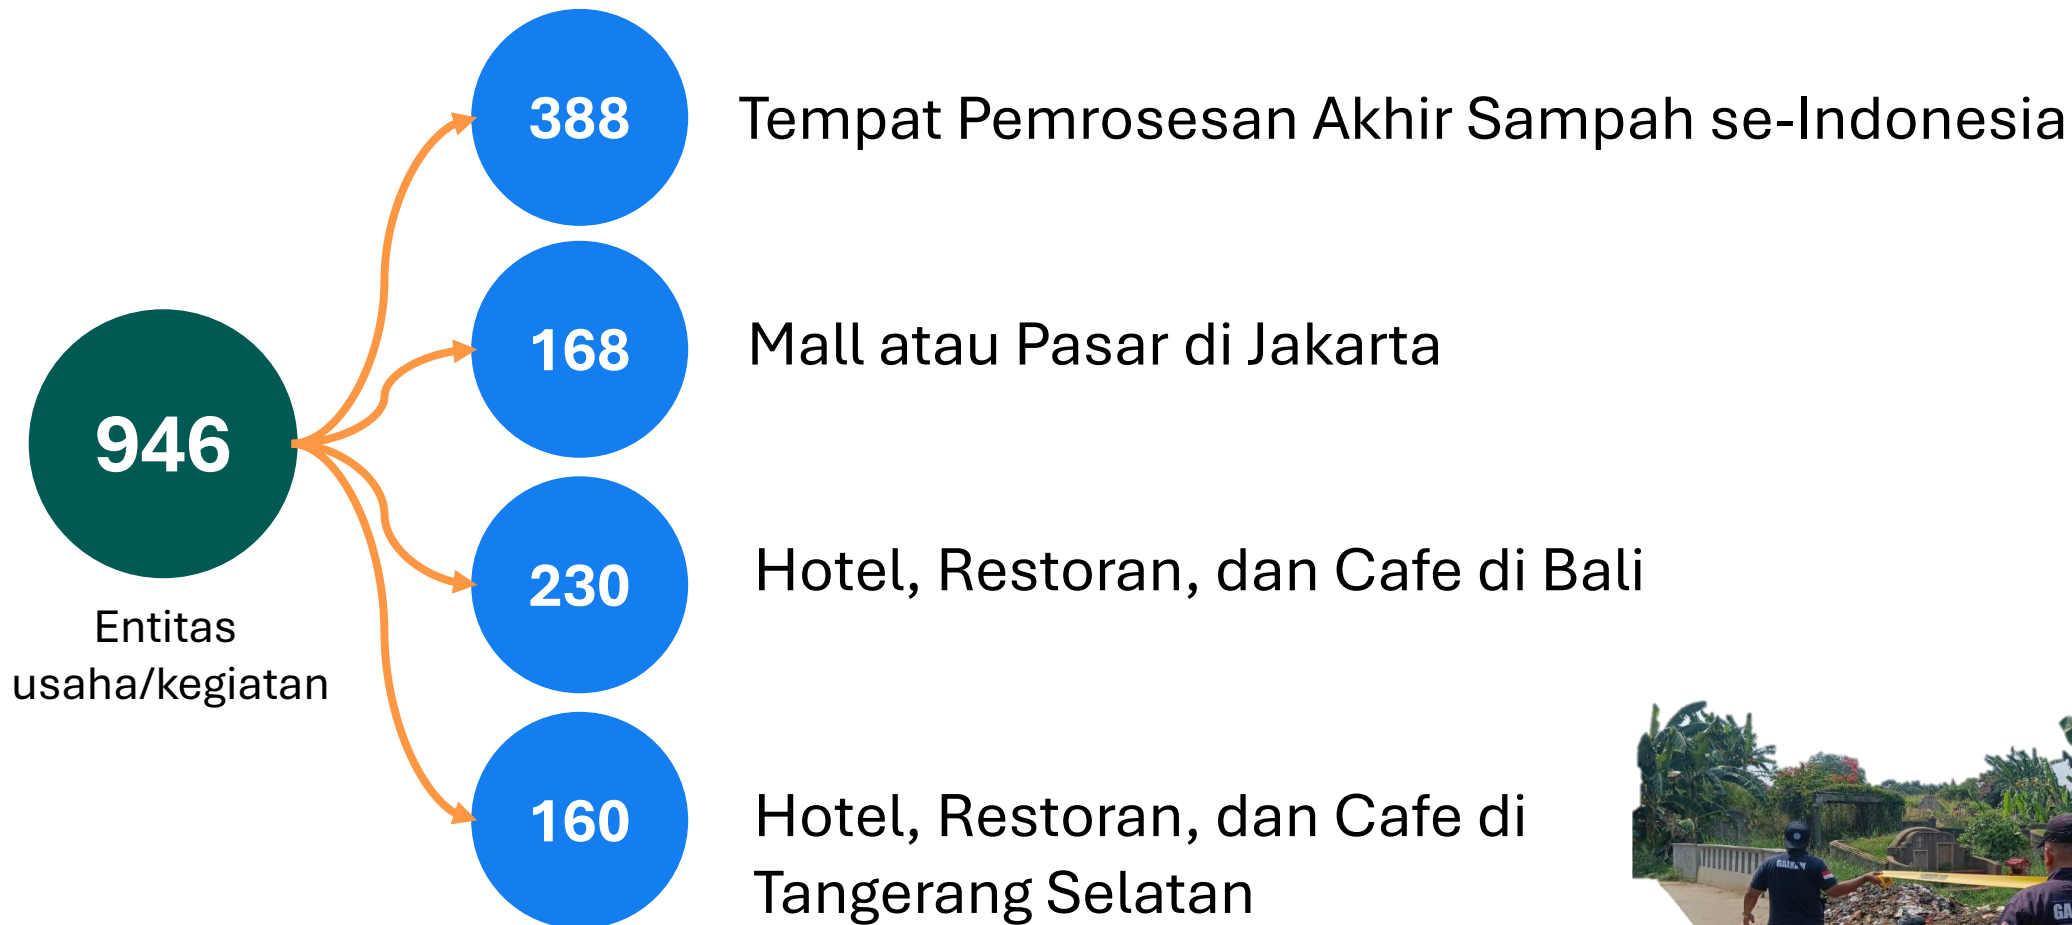 388
Tempat Pemrosesan Akhir Sampah se-Indonesia
168
Mall atau Pasar di Jakarta
946
Entitas
usaha/kegiatan
230
Hotel, Restoran, dan Cafe di Bali
160
Hotel, Restoran, dan Cafe di
Tangerang Selatan